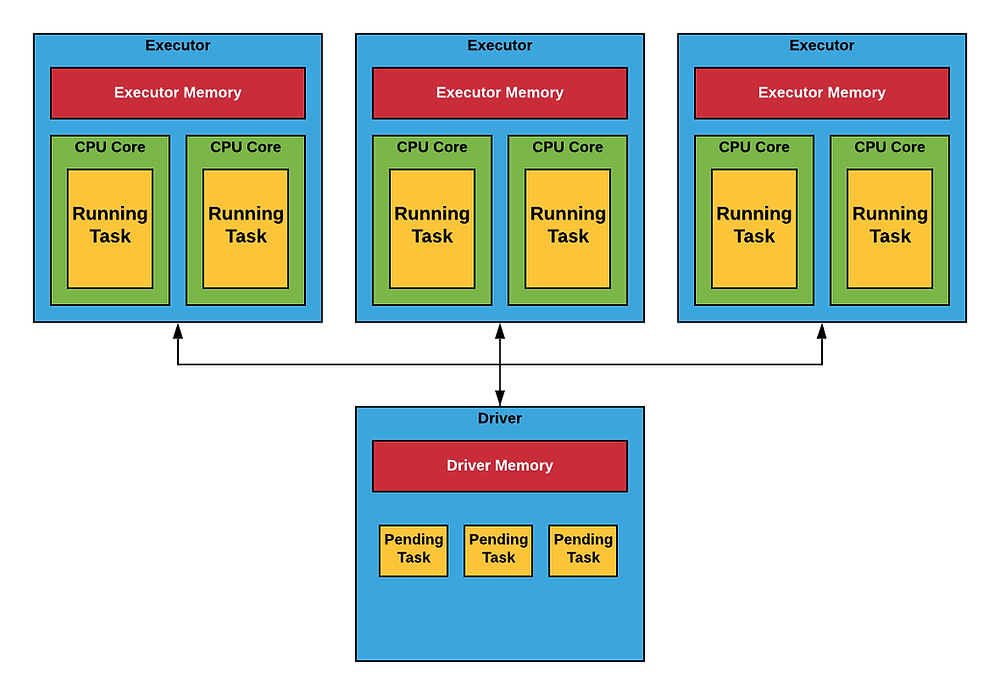 Executor
Executor Memory
CPU Core
Running
Task
CPU Core
Running
Task
Executor
Executor Memory
CPU Core
Running
Task
CPU Core
Running
Task
Executor
Executor Memory
CPU Core
Running
Task
CPU Core
Running
Task
Driver
Driver Memory
Pending
Task
Pending
Task
Pending
Task